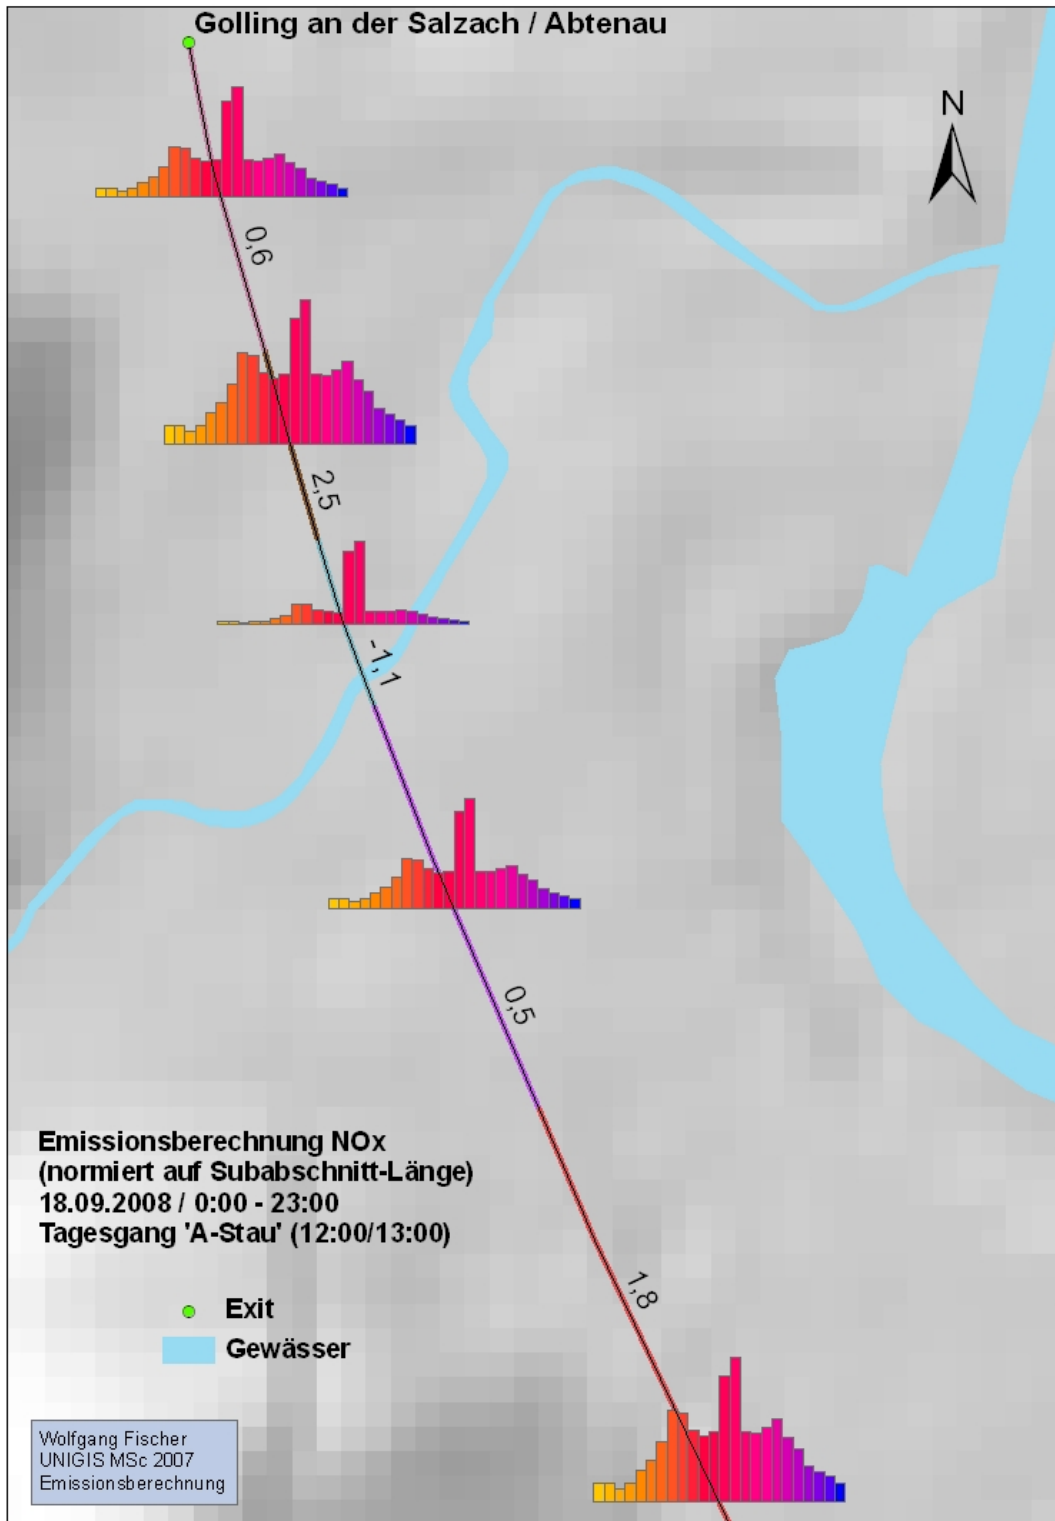 Golling an der Salzach / Abtenau
N
0,6
2,5
-1,1
0,5
1,8
Emissionsberechnung NOx
(normiert auf Subabschnitt-Länge)
18.09.2008 / 0:00 - 23:00
Tagesgang 'A-Stau' (12:00/13:00)
Exit
Gewässer
Wolfgang Fischer
UNIGIS MSc 2007
Emissionsberechnung